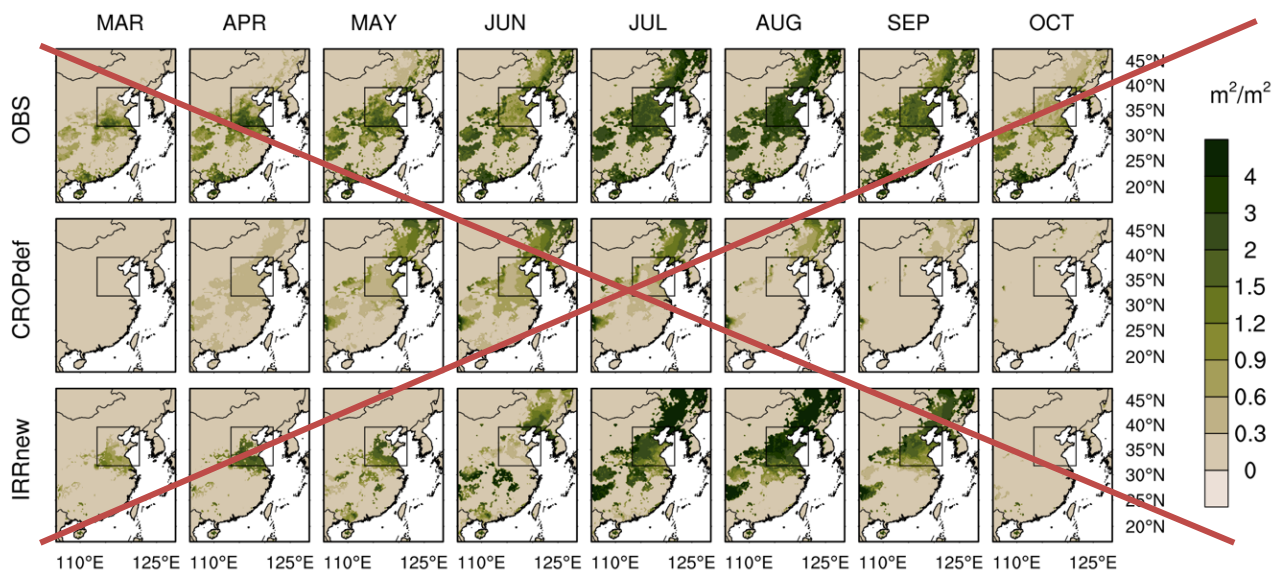 MAR APR MAY JUN JUL AUG SEP OCT
OBS
45°N
40°N
35°N
30°N
25°N
20°N
CROPdef
45°N
40°N
35°N
30°N
25°N
20°N
IRRnew
45°N
40°N
35°N
30°N
25°N
20°N
110°E 125°E 110°E 125°E 110°E 125°E 110°E 125°E 110°E 125°E 110°E 125°E 110°E 125°E 110°E 125°E
m²/m²
4
3
2
1.5
1.2
0.9
0.6
0.3
0